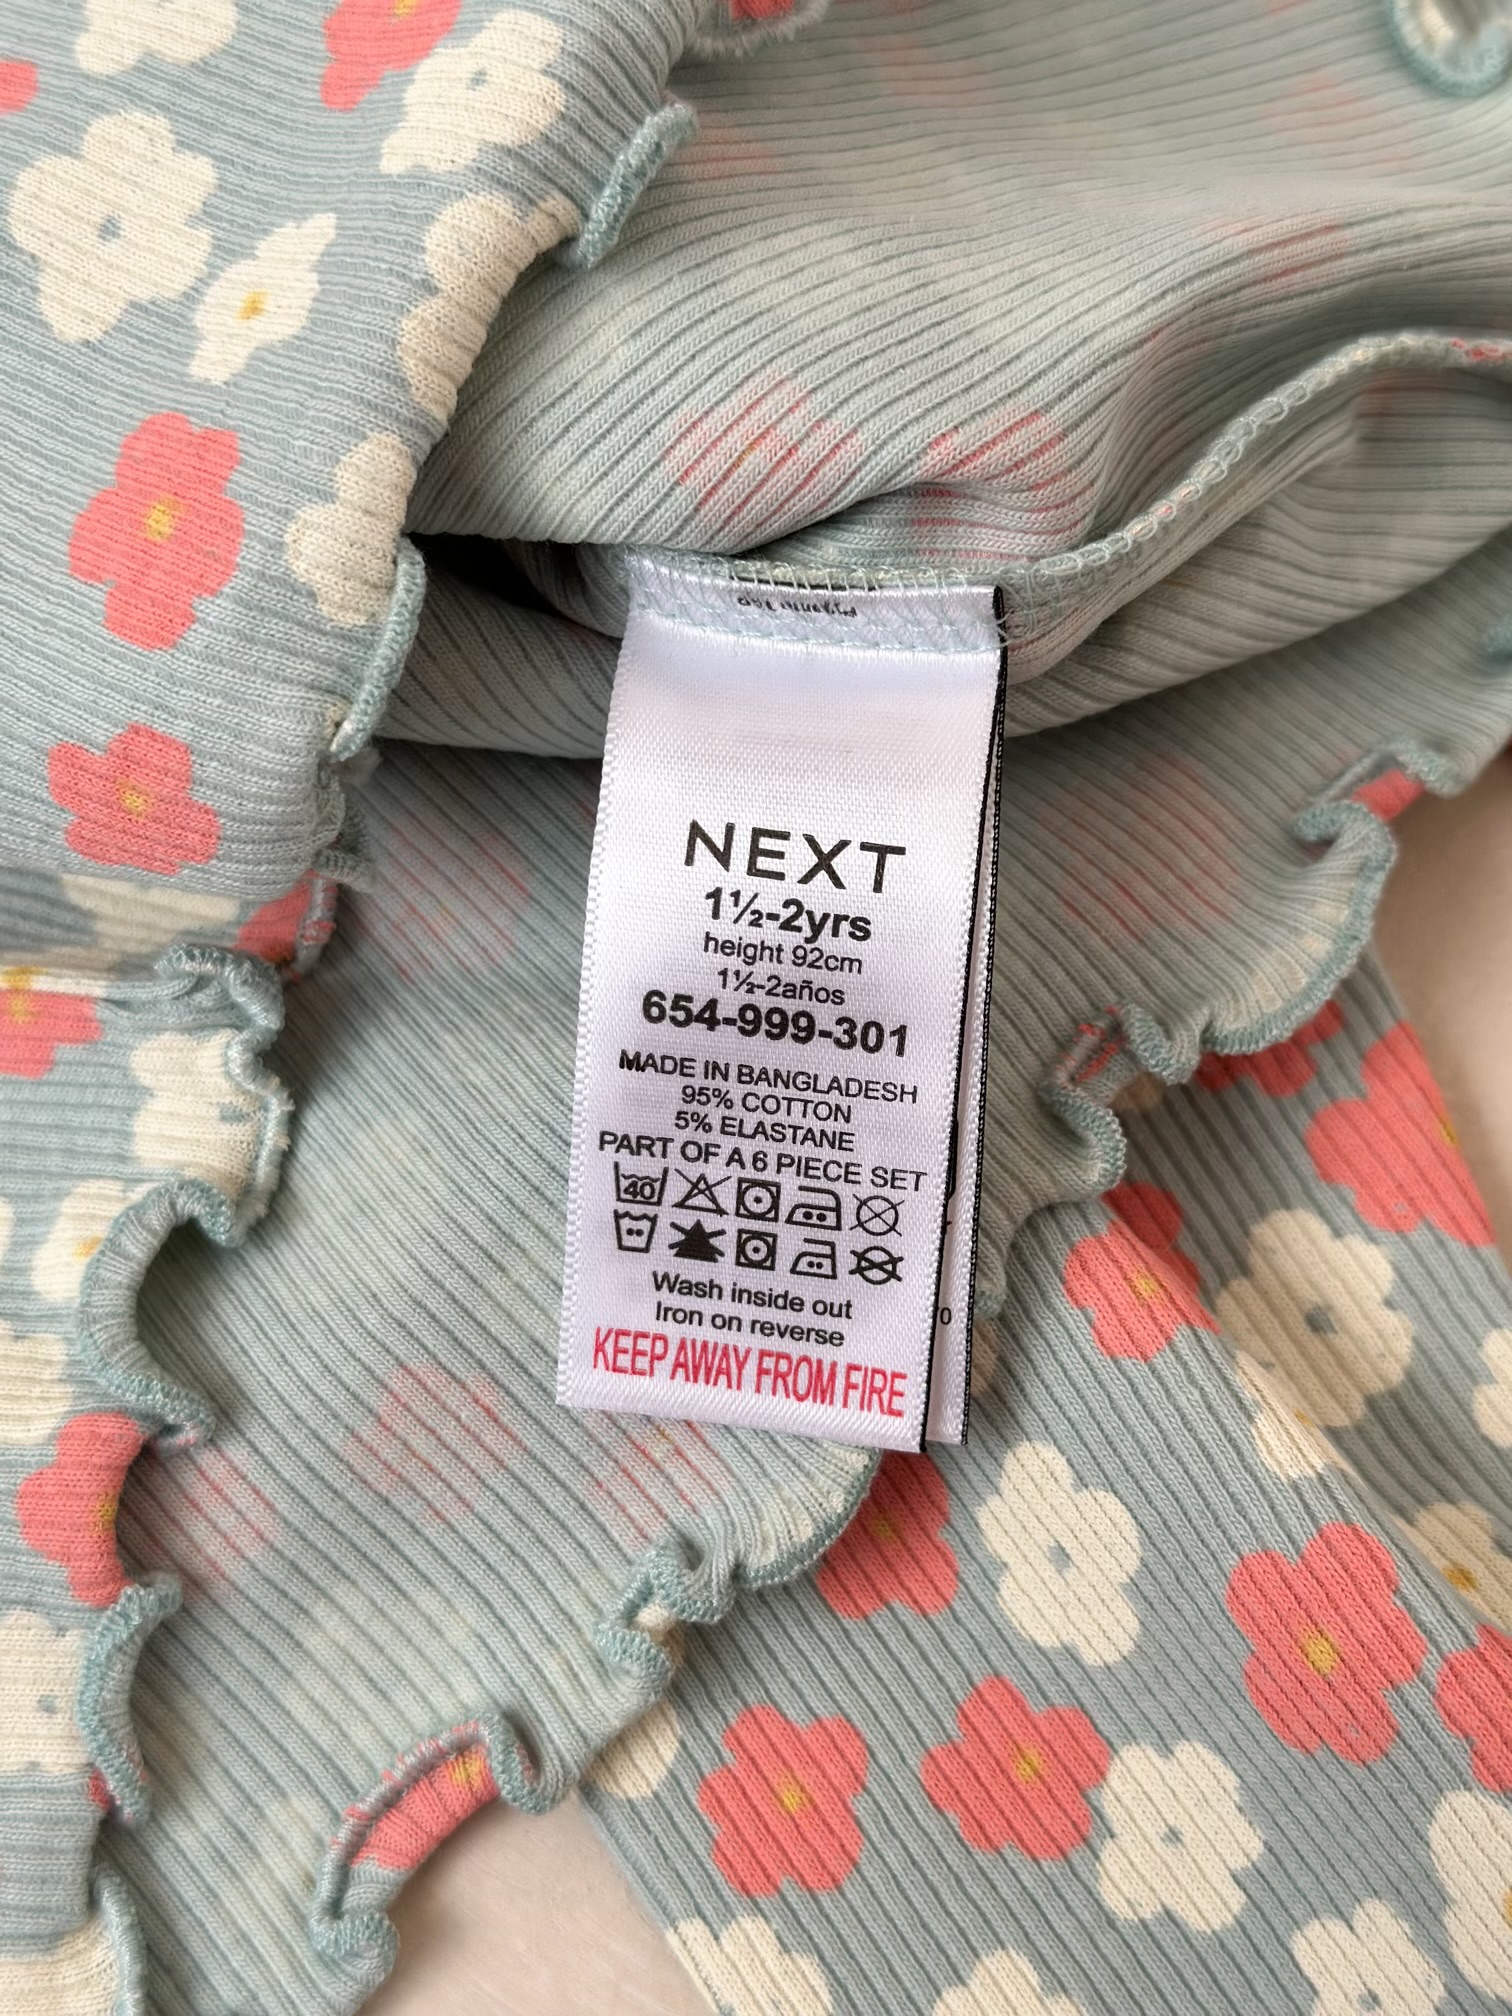 NEXT
1½-2yrs
height 92cm
1½-2años
654-999-301
MADE IN BANGLADESH
95% COTTON
5% ELASTANE
PART OF A 6 PIECE SET
40
Wash inside out
Iron on reverse
KEEP AWAY FROM FIRE